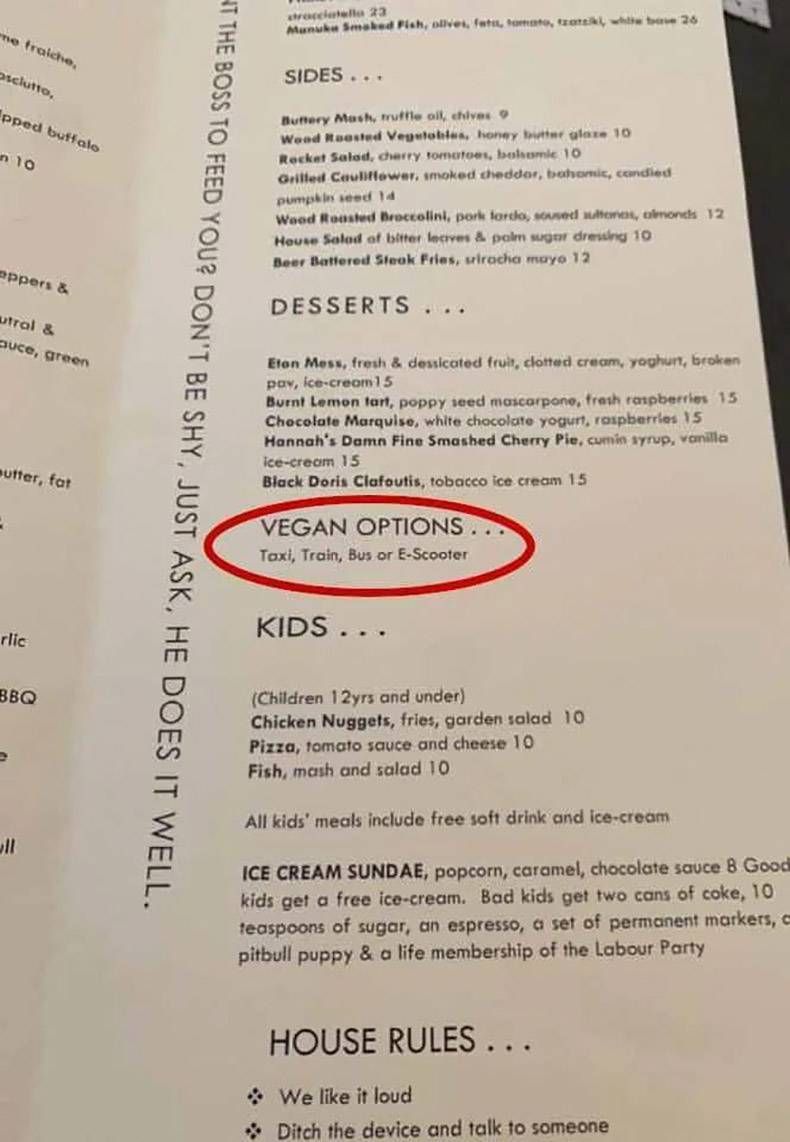 me fraiche,
osciutto,
ipped buffalo
n 10
eppers &
utral &
auce, green
outter, fat
&
rlic
BBQ
NT THE BOSS TO FEED YOU? DON'T BE SHY, JUST ASK, HE DOES IT WELL.
stracciatella 23
Manuka Smoked Fish, olives, feta, tomato, tzatziki, white base 26
SIDES . . .
Buttery Mash, truffle oil, chives 9
Wood Roasted Vegetables, honey butter glaze 10
Rocket Salad, cherry tomatoes, balsamic 10
Grilled Cauliflower, smoked cheddar, balsamic, candied
pumpkin seed 14
Wood Roasted Broccolini, pork lardo, soused sultanas, almonds 12
House Salad of bitter leaves & palm sugar dressing 10
Beer Battered Steak Fries, sriracha mayo 12
DESSERTS . . .
Eton Mess, fresh & dessicated fruit, clotted cream, yoghurt, broken
pav, ice-cream15
Burnt Lemon tart, poppy seed mascarpone, fresh raspberries 15
Chocolate Marquise, white chocolate yogurt, raspberries 15
Hannah's Damn Fine Smashed Cherry Pie, cumin syrup, vanilla
ice-cream 15
Black Doris Clafoutis, tobacco ice cream 15
VEGAN OPTIONS . . .
Taxi, Train, Bus or E-Scooter
KIDS . . .
(Children 12yrs and under)
Chicken Nuggets, fries, garden salad 10
Pizza, tomato sauce and cheese 10
Fish, mash and salad 10
All kids' meals include free soft drink and ice-cream
ICE CREAM SUNDAE, popcorn, caramel, chocolate sauce 8 Good
kids get a free ice-cream. Bad kids get two cans of coke, 10
teaspoons of sugar, an espresso, a set of permanent markers, a
pitbull puppy & a life membership of the Labour Party
HOUSE RULES . . .
❖ We like it loud
❖ Ditch the device and talk to someone